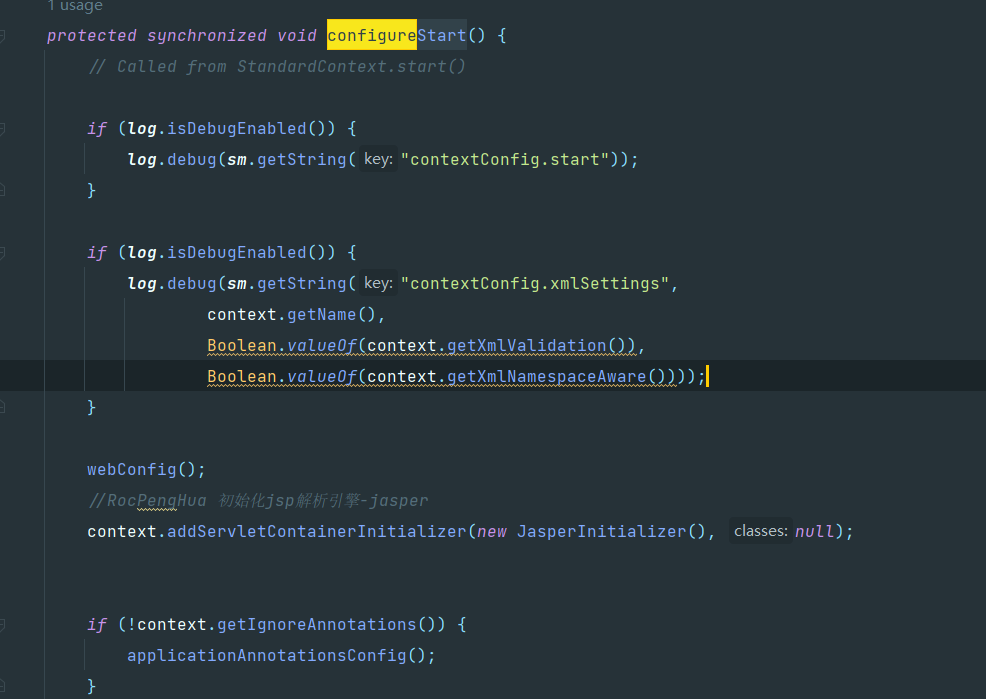 1 usage
protected synchronized void configureStart() {
// Called from StandardContext.start()
if (log.isDebugEnabled()) {
log.debug(sm.getString( key: "contextConfig.start"));
}
if (log.isDebugEnabled()) {
log.debug(sm.getString( key: "contextConfig.xmlSettings",
context.getName(),
Boolean.valueOf(context.getXmlValidation()),
Boolean.valueOf(context.getXmlNamespaceAware())));
}
webConfig();
//RocPengHua 初始化jsp解析引擎-jasper
context.addServletContainerInitializer(new JasperInitializer(), classes: null);
if (!context.getIgnoreAnnotations()) {
applicationAnnotationsConfig();
}